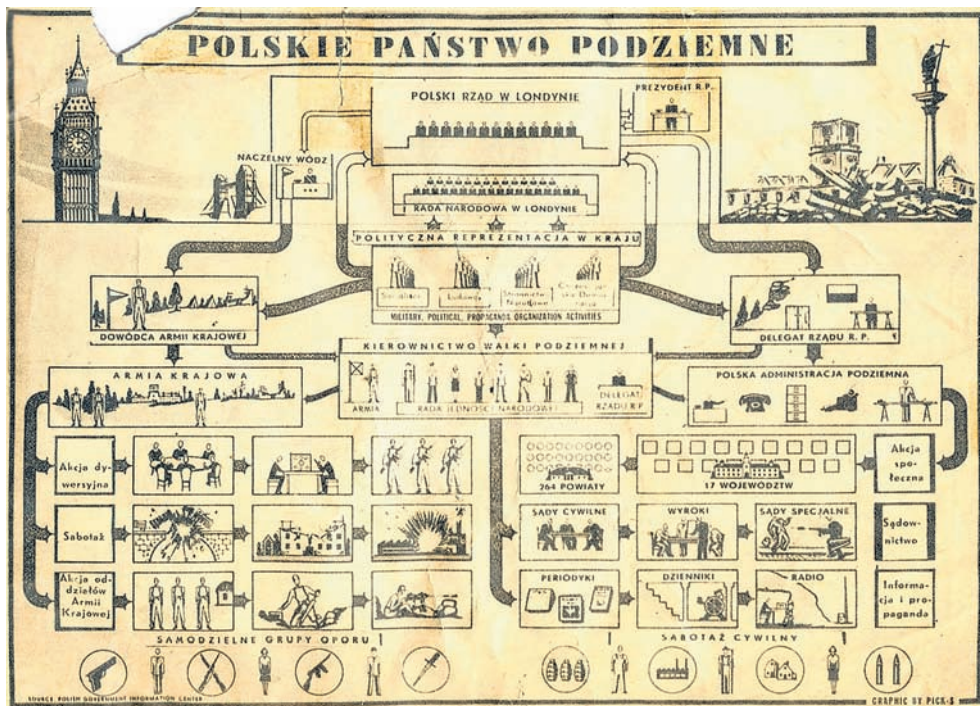 POLSKIE PAŃSTWO PODZIEMNE
POLSKI RZĄD W LONDYNIE
PREZYDENT R.P.
NACZELNY WÓDZ
RADA NARODOWA W LONDYNIE
POLITYCZNA REPREZENTACJA W KRAJU
Ludowcy
Stronnictwo
Narodowe
MILITARY, POLITICAL, PROPAGANDA ORGANIZATION ACTIVITIES
DOWÓDCA ARMII KRAJOWEJ
DELEGAT RZĄDU R. P.
KIEROWNICTWO WALKI PODZIEMNEJ
ARMIA KRAJOWA
POLSKA ADMINISTRACJA PODZIEMNA
ARMIA
RADA JEDNOŚCI NARODOWEJ
DELEGAT
RZADU R P
Akcja dy-
wersyjna
264 POWIATY
17 WOJEWÓDZTW
Akcja spo-
łeczna
Sabotaż
SĄDY CYWILNE
WYROKI
SĄDY SPECJALNE
Sądow-
nictwo
Akcja od-
działów
Armii
Krajowej
PERIODYKI
DZIENNIKI
RADIO
Informa-
cja i pro-
paganda
SAMODZIELNE GRUPY OPORU
SABOTAŻ CYWILNY
SOURCE: POLISH GOVERNMENT INFORMATION CENTER
GRAPHIC BY PICK-S